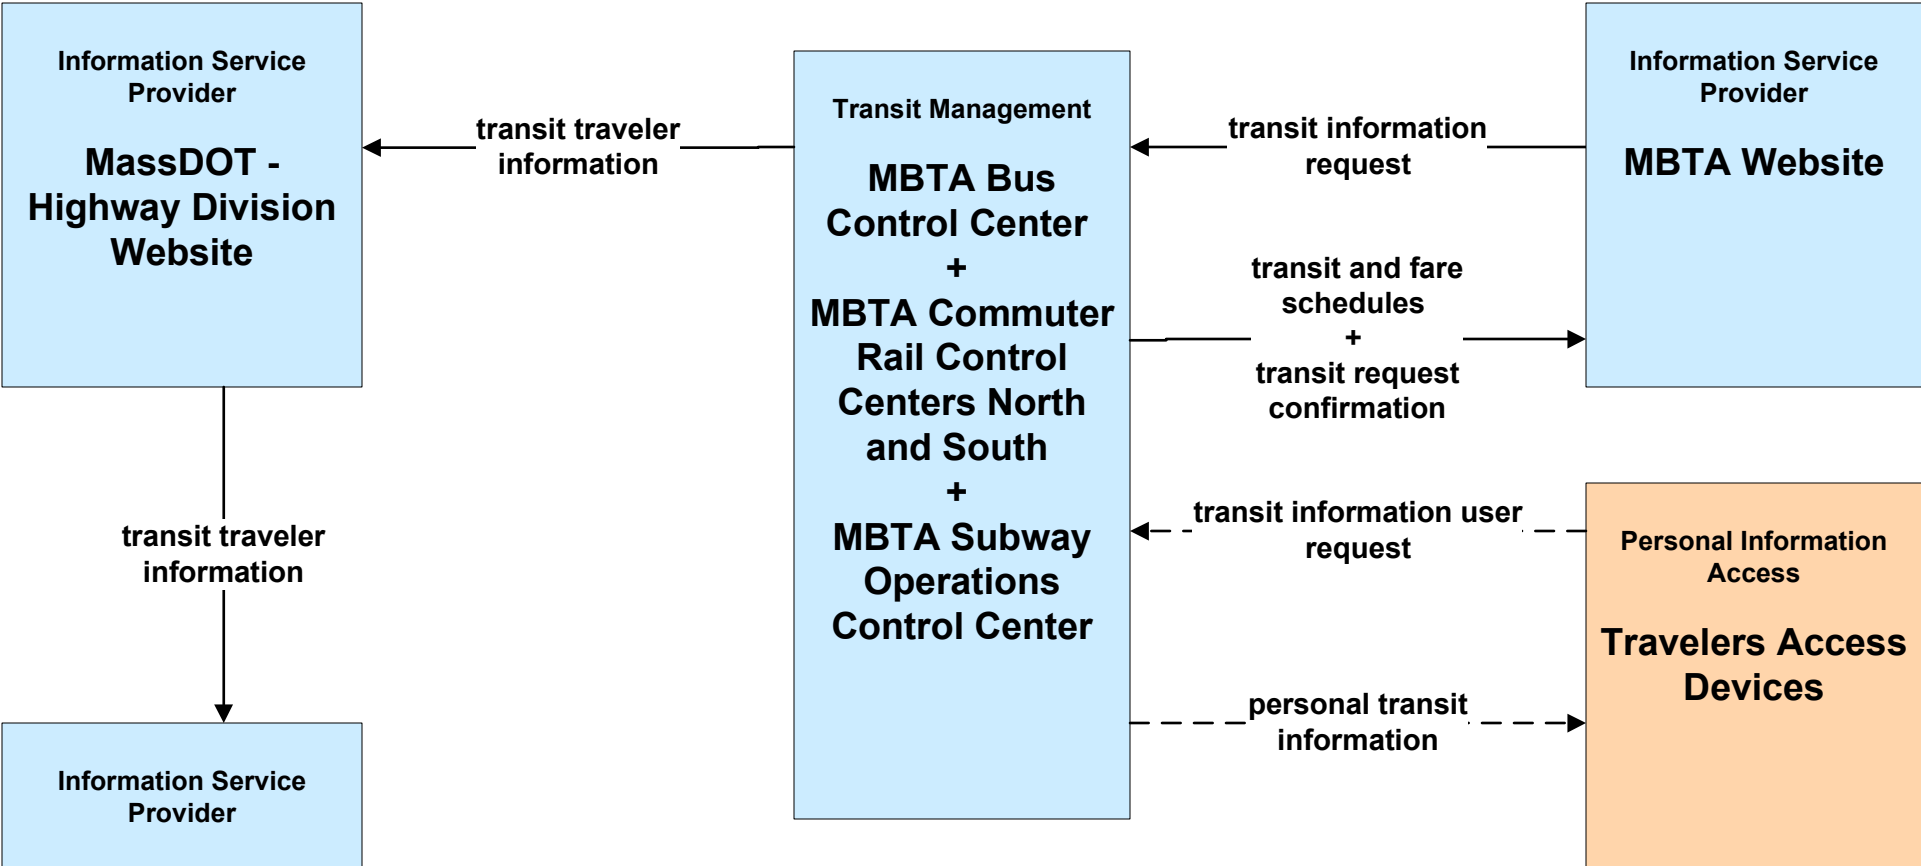 Information Service
Provider
MassDOT -
Highway Division
Website
transit traveler
information
transit traveler
information
Information Service
Provider
Transit Management
MBTA Bus
Control Center
+
MBTA Commuter
Rail Control
Centers North
and South
+
MBTA Subway
Operations
Control Center
transit information
request
transit and fare
schedules
+
transit request
confirmation
transit information user
request
personal transit
information
Information Service
Provider
MBTA Website
Personal Information
Access
Travelers Access
Devices